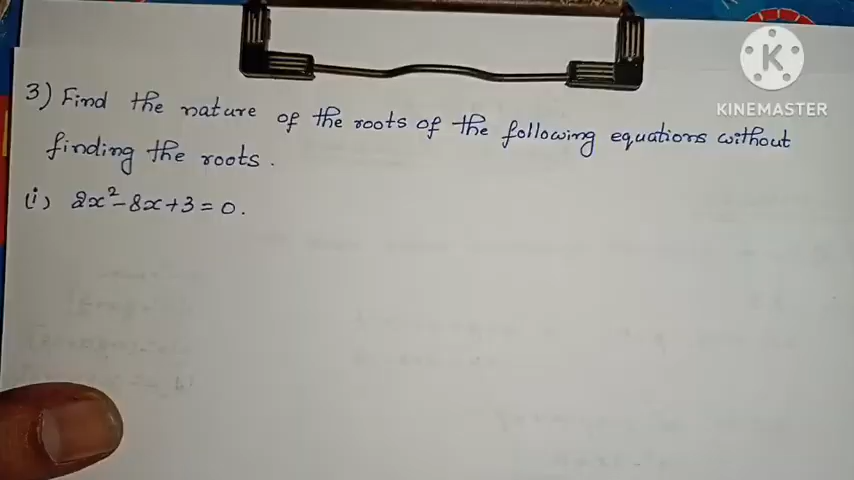 3) Find the nature of the roots of the following equations without
finding the roots.
(i) 2x²-8x+3=0.
KINEMASTER